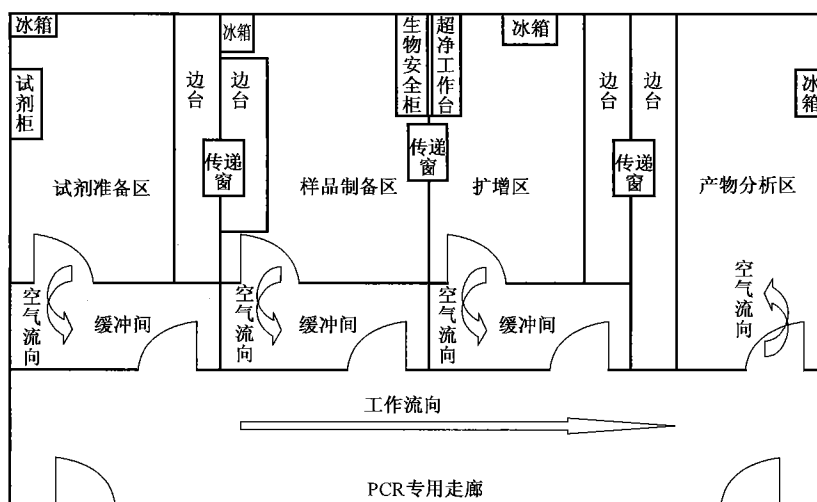 冰箱
试剂柜
边台
试剂准备区
传递窗
冰箱
边台
样品制备区
生物安全柜
超净工作台
传递窗
冰箱
扩增区
边台
传递窗
边台
冰箱
产物分析区
空气流向
缓冲间
空气流向
缓冲间
空气流向
缓冲间
空气流向
工作流向
PCR专用走廊